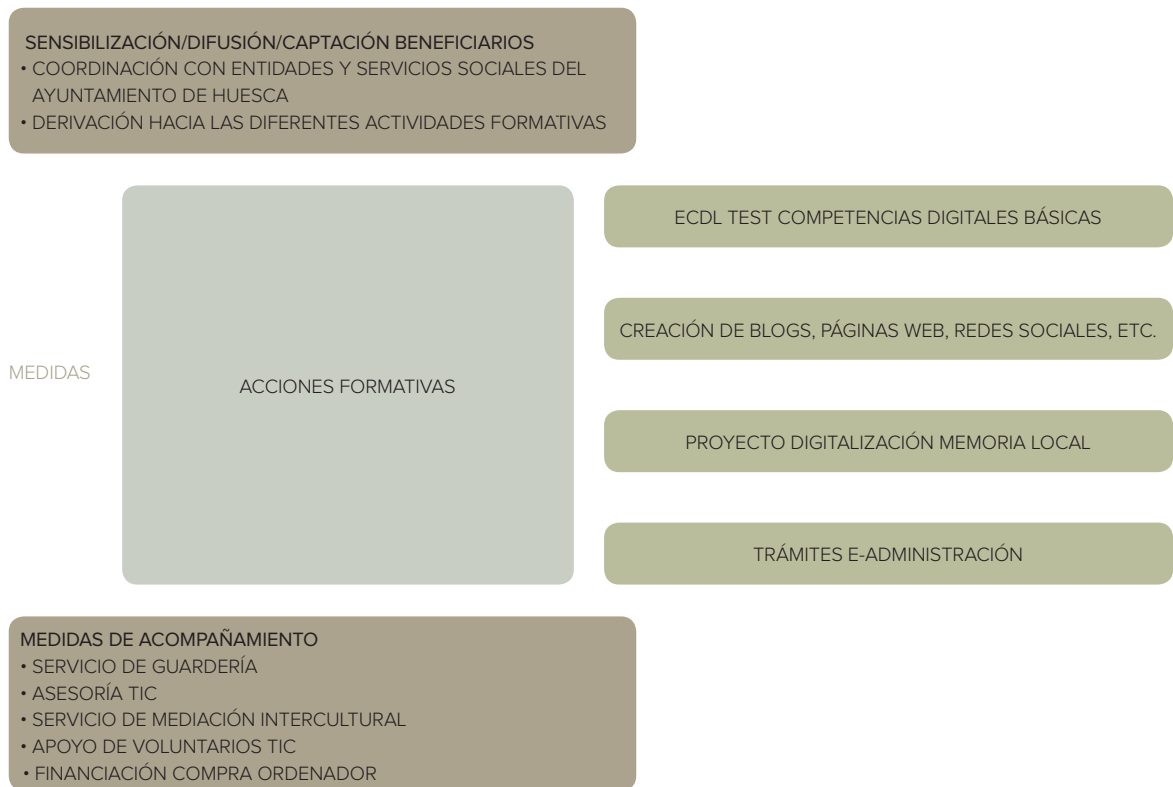 SENSIBILIZACIÓN/DIFUSIÓN/CAPTACIÓN BENEFICIARIOS
• COORDINACIÓN CON ENTIDADES Y SERVICIOS SOCIALES DEL
AYUNTAMIENTO DE HUESCA
• DERIVACIÓN HACIA LAS DIFERENTES ACTIVIDADES FORMATIVAS
MEDIDAS
ACCIONES FORMATIVAS
ECDL TEST COMPETENCIAS DIGITALES BÁSICAS
CREACIÓN DE BLOGS, PÁGINAS WEB, REDES SOCIALES, ETC.
PROYECTO DIGITALIZACIÓN MEMORIA LOCAL
TRÁMITES E-ADMINISTRACIÓN
MEDIDAS DE ACOMPAÑAMIENTO
• SERVICIO DE GUARDERÍA
• ASESORÍA TIC
• SERVICIO DE MEDIACIÓN INTERCULTURAL
• APOYO DE VOLUNTARIOS TIC
• FINANCIACIÓN COMPRA ORDENADOR